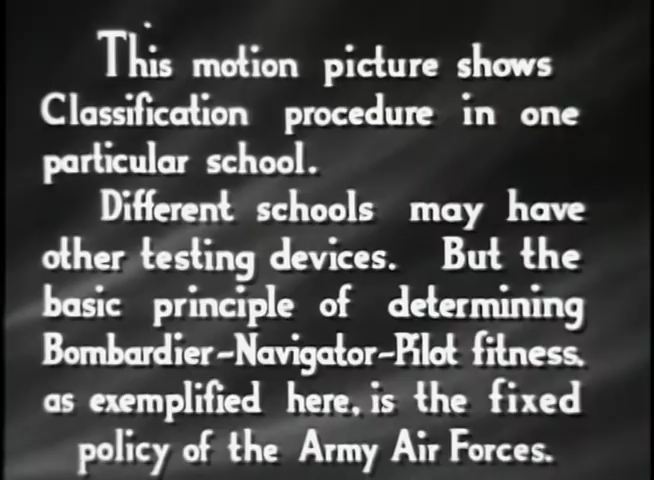 This motion picture shows
Classification procedure in one
particular school.
Different schools may have
other testing devices. But the
basic principle of determining
Bombardier-Navigator-Pilot fitness,
as exemplified here, is the fixed
policy of the Army Air Forces.